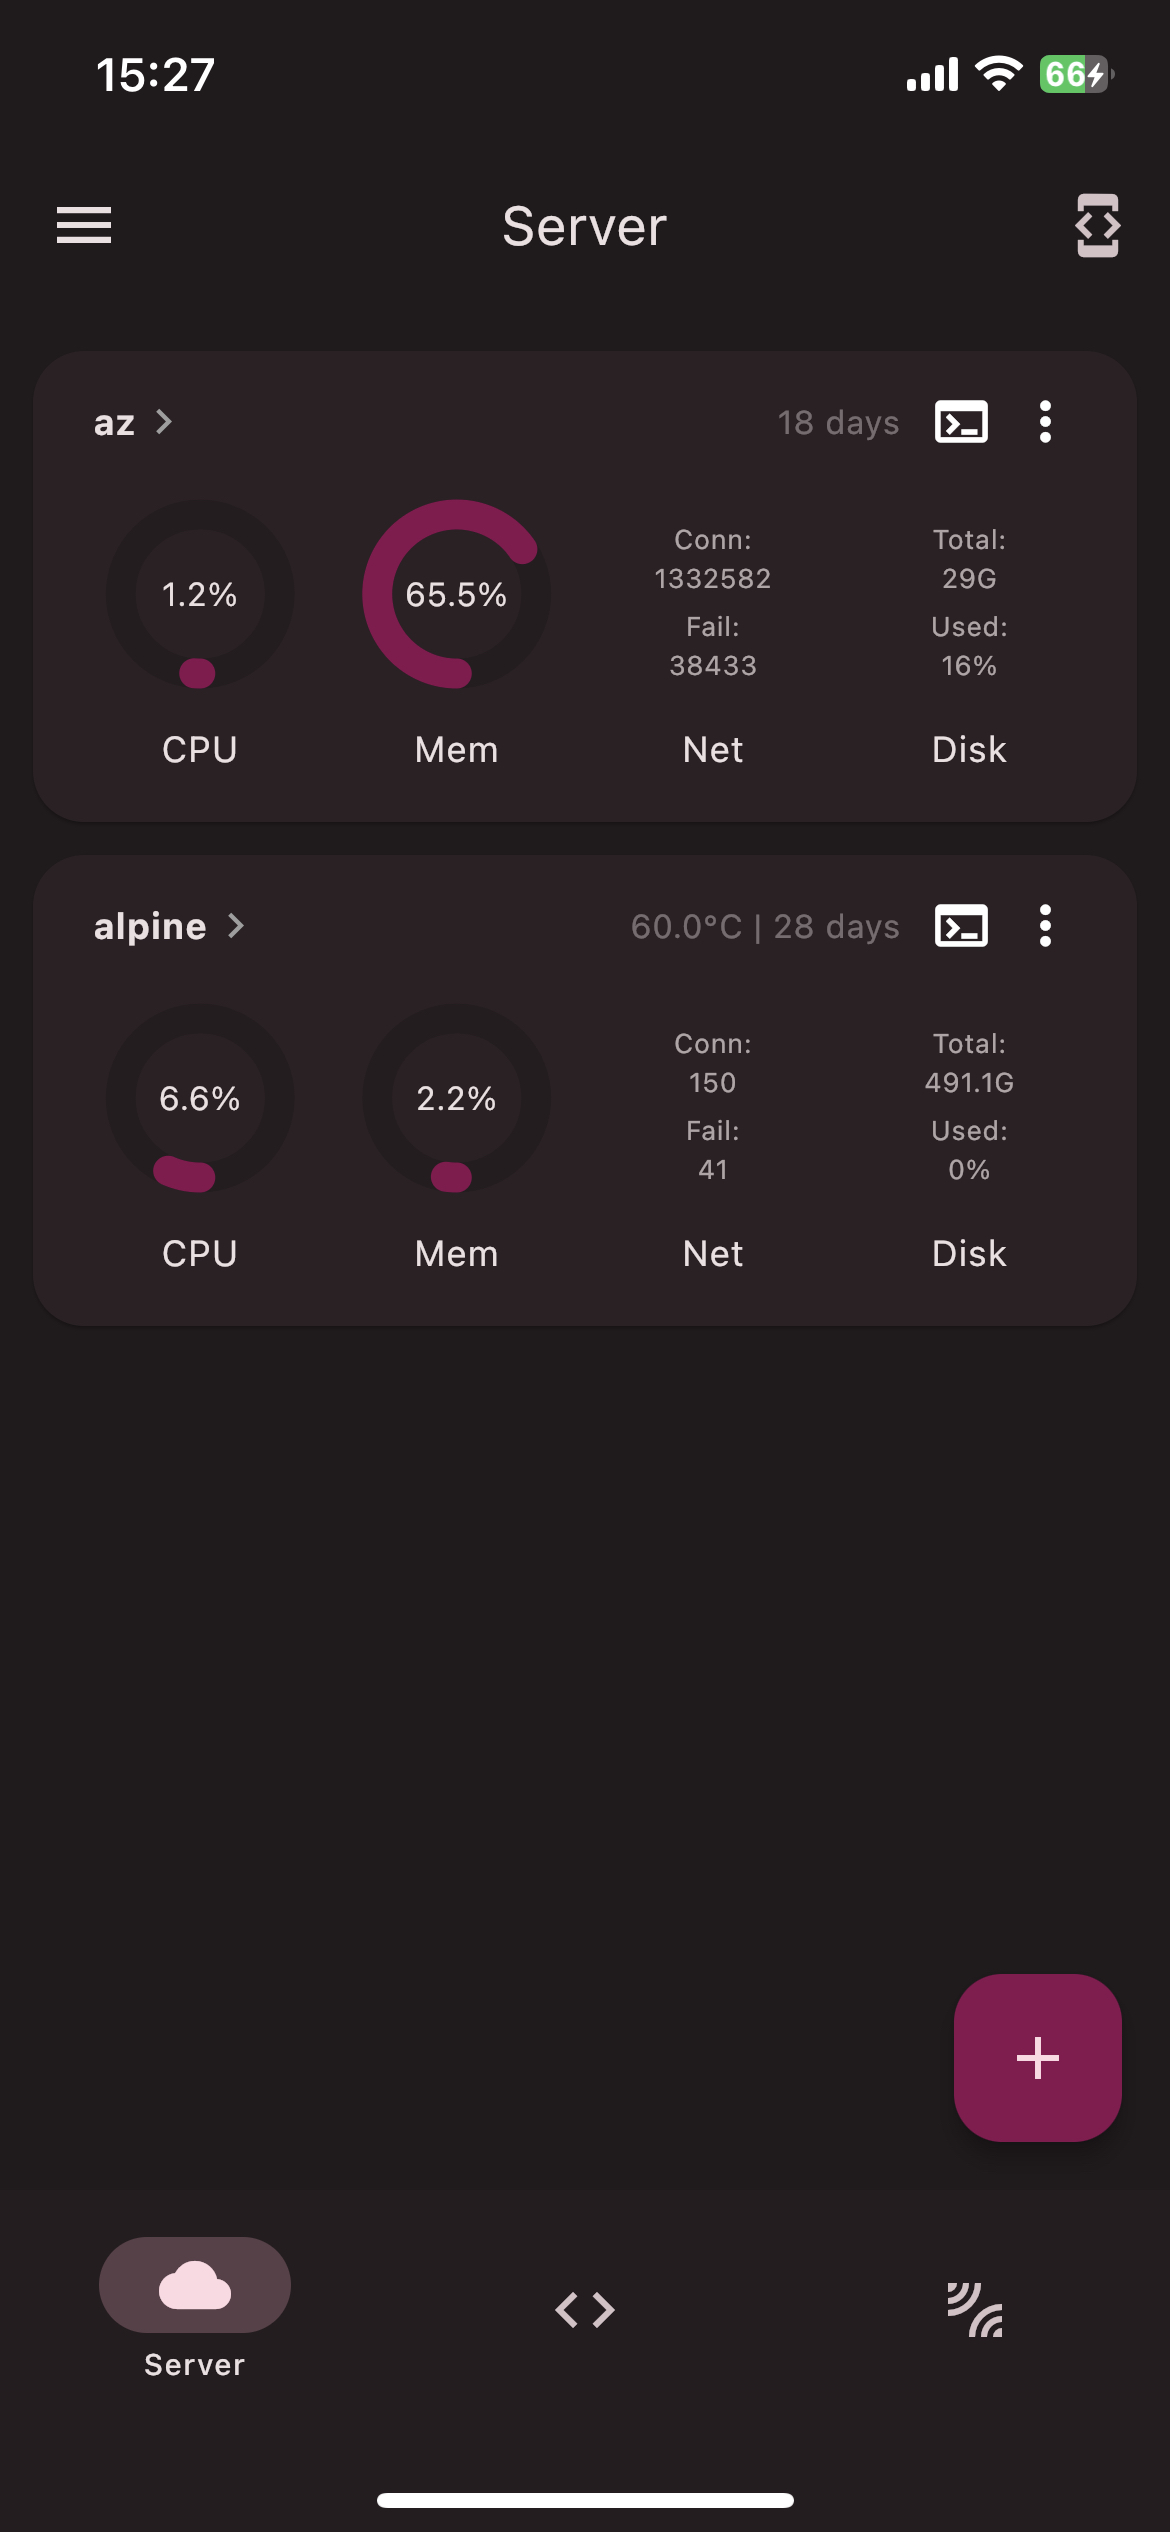 15:27
66
Server
az
18 days
1.2%
65.5%
Conn:
1332582
Fail:
38433
Total:
29G
Used:
16%
CPU
Mem
Net
Disk
alpine
60.0°C | 28 days
6.6%
2.2%
Conn:
150
Fail:
41
Total:
491.1G
Used:
0%
CPU
Mem
Net
Disk
Server